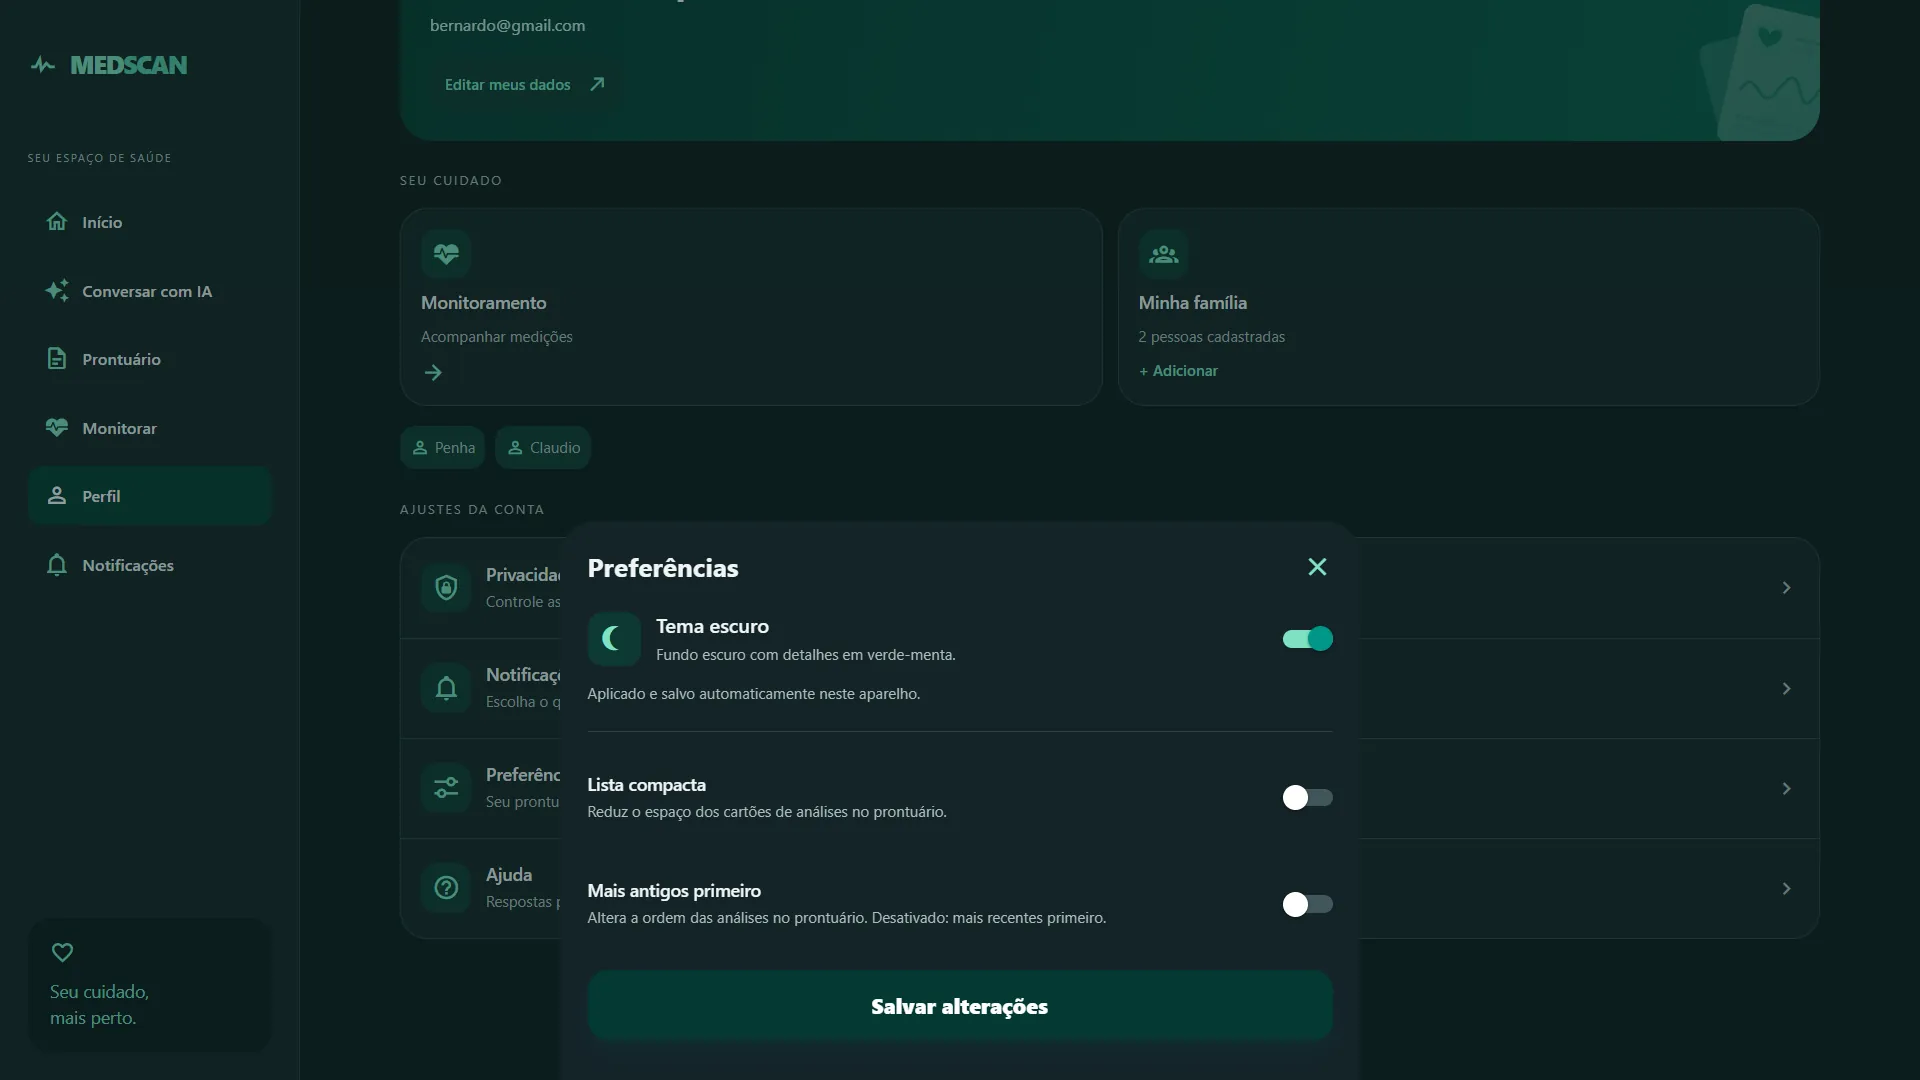 MEDSCAN
SEU ESPAÇO DE SAÚDE
Início
Conversar com IA
Prontuário
Monitorar
Perfil
Notificações
Seu cuidado,
mais perto.
bernardo@gmail.com
Editar meus dados
SEU CUIDADO
Monitoramento
Acompanhar medições
Minha família
2 pessoas cadastradas
+ Adicionar
Penha
Claudio
AJUSTES DA CONTA
Controle as
Escolha o
Seu
Ajuda
Respostas
Preferências
Tema escuro
Fundo escuro com detalhes em verde-menta.
Aplicado e salvo automaticamente neste aparelho.
Lista compacta
Reduz o espaço dos cartões de análises no prontuário.
Mais antigos primeiro
Altera a ordem das análises no prontuário. Desativado: mais recentes primeiro.
Salvar alterações